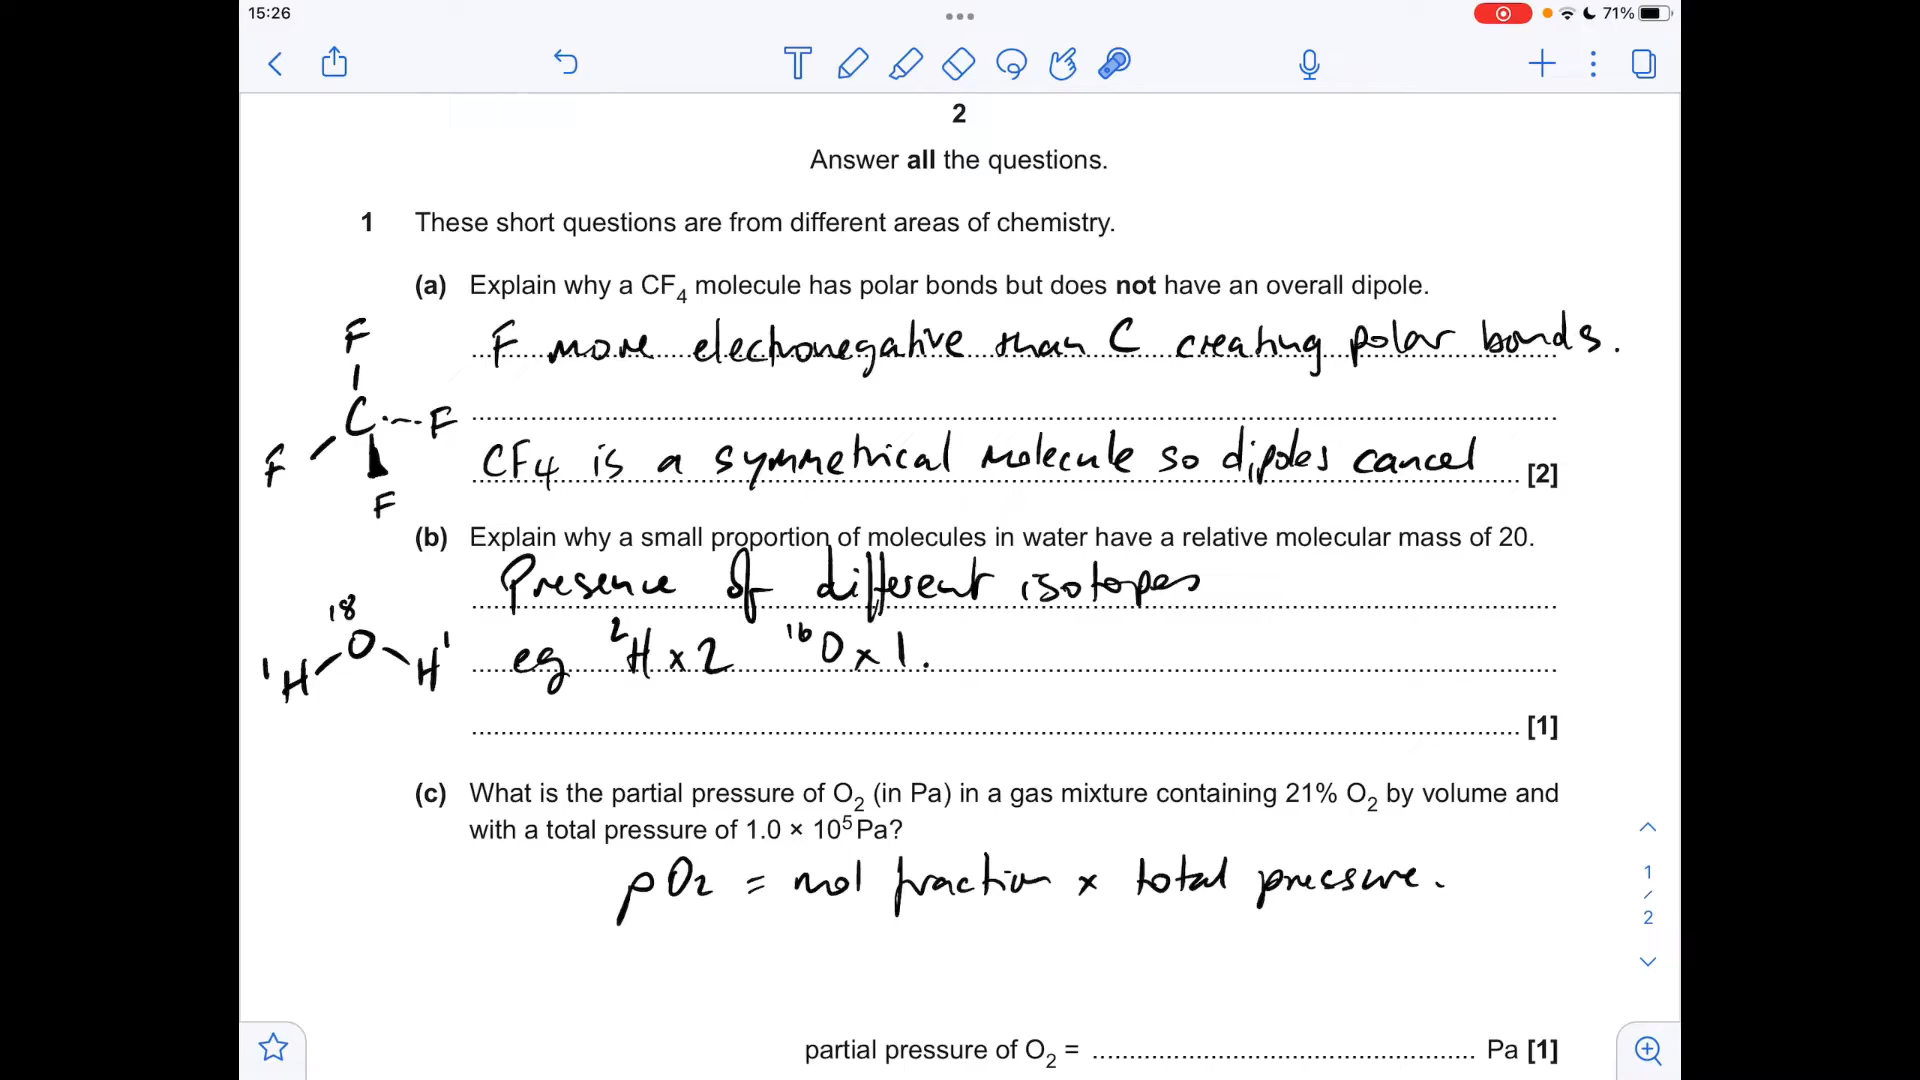 15:26
71%
2
Answer all the questions.
1 These short questions are from different areas of chemistry.
(a) Explain why a CF4 molecule has polar bonds but does not have an overall dipole.
F more electronegative than C creating polar bonds.
F
C F
F
F
CF4 is a symmetrical molecule so dipoles cancel [2]
(b) Explain why a small proportion of molecules in water have a relative molecular mass of 20.
Presence of different isotopes
eg ²H x 2 ¹⁶O x 1.
¹⁸O
¹H H¹
[1]
(c) What is the partial pressure of O2 (in Pa) in a gas mixture containing 21% O2 by volume and
with a total pressure of 1.0 × 10⁵ Pa?
pO2 = mol fraction x total pressure.
1
/
2
partial pressure of O2 = ................ Pa [1]